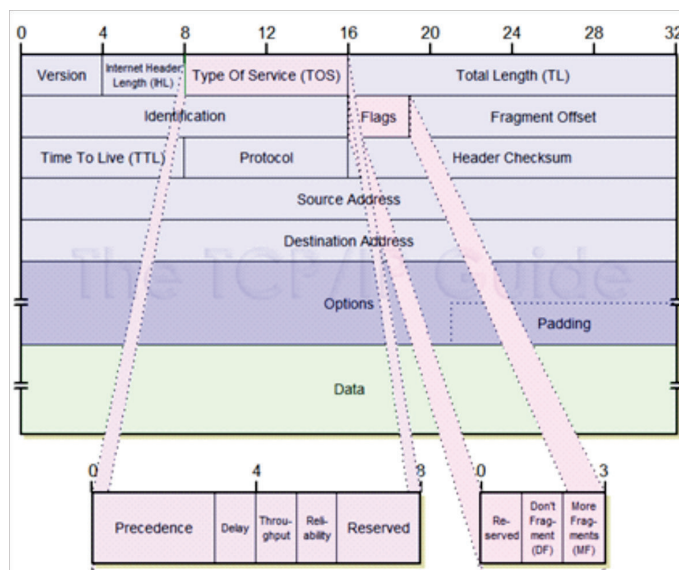 0 4 8 12 16 20 24 28 32
Version
Internet Header
Length (IHL)
Type Of Service (TOS)
Total Length (TL)
Identification
Flags
Fragment Offset
Time To Live (TTL)
Protocol
Header Checksum
Source Address
Destination Address
The TCP/IP Guide
Options
Padding
Data
0 4 8
Precedence
Delay
Throu-
ghput
Reli-
ability
Reserved
0 3
Re-
served
Don't
Frag-
ment
(DF)
More
Frag-
ments
(MF)